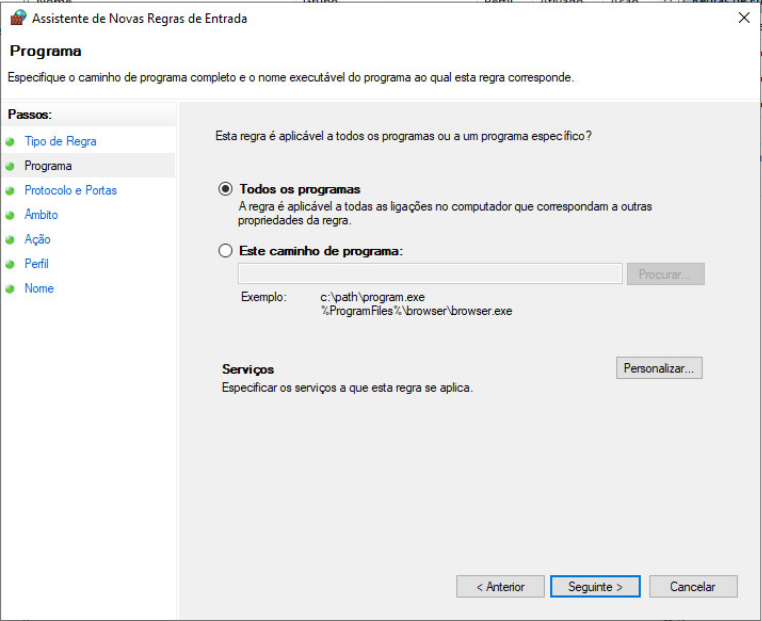 Assistente de Novas Regras de Entrada
Programa
Especifique o caminho de programa completo e o nome executável do programa ao qual esta regra corresponde.
Passos:
Tipo de Regra
Programa
Protocolo e Portas
Âmbito
Ação
Perfil
Nome
Esta regra é aplicável a todos os programas ou a um programa específico?
Todos os programas
A regra é aplicável a todas as ligações no computador que correspondam a outras
propriedades da regra.
Este caminho de programa:
Procurar...
Exemplo: c:\path\program.exe
%ProgramFiles%\browser\browser.exe
Serviços
Personalizar...
Especificar os serviços a que esta regra se aplica.
< Anterior
Seguinte >
Cancelar